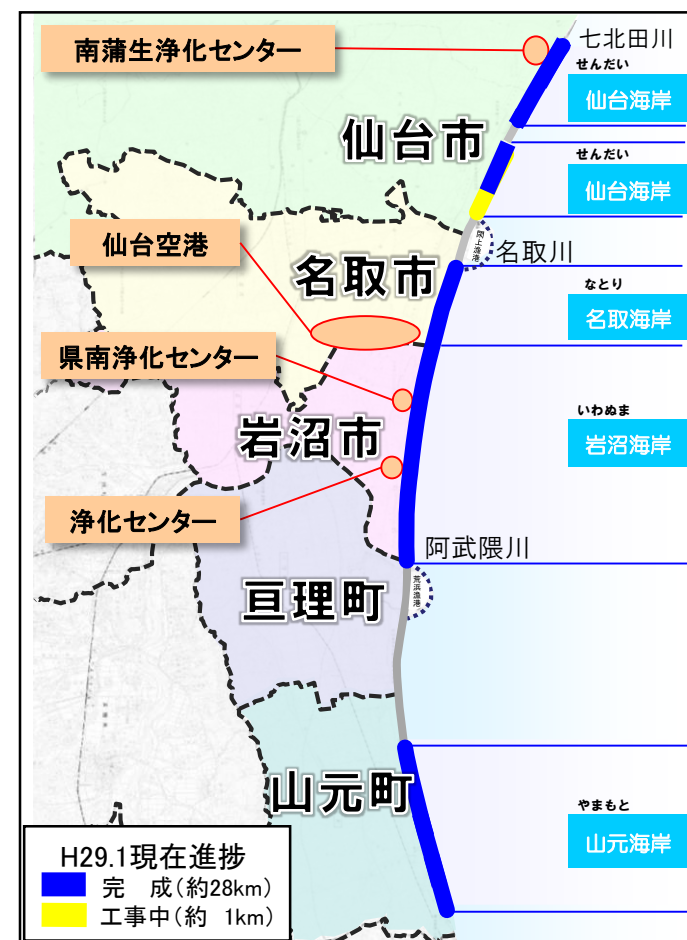 南蒲生浄化センター
七北田川
せんだい
仙台海岸
仙台市
せんだい
仙台海岸
閖上漁港
名取川
仙台空港
名取市
なとり
名取海岸
県南浄化センター
いわぬま
岩沼海岸
岩沼市
浄化センター
阿武隈川
荒浜漁港
亘理町
山元町
やまもと
山元海岸
H29.1現在進捗
完　成(約28km)
工事中(約　1km)